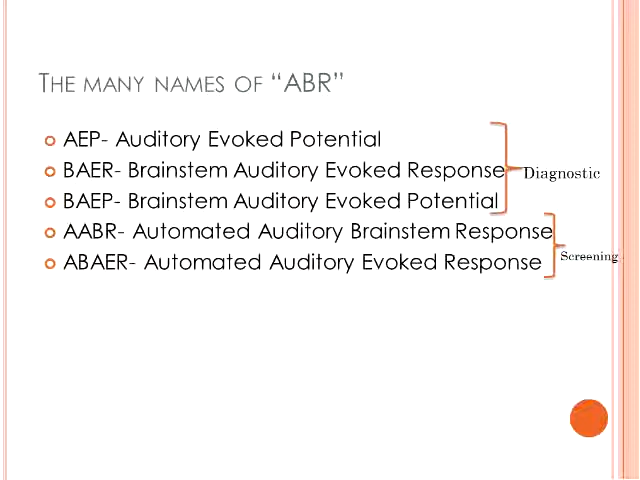 THE MANY NAMES OF “ABR”
AEP- Auditory Evoked Potential
BAER- Brainstem Auditory Evoked Response
Diagnostic
BAEP- Brainstem Auditory Evoked Potential
AABR- Automated Auditory Brainstem Response
Screening
ABAER- Automated Auditory Evoked Response